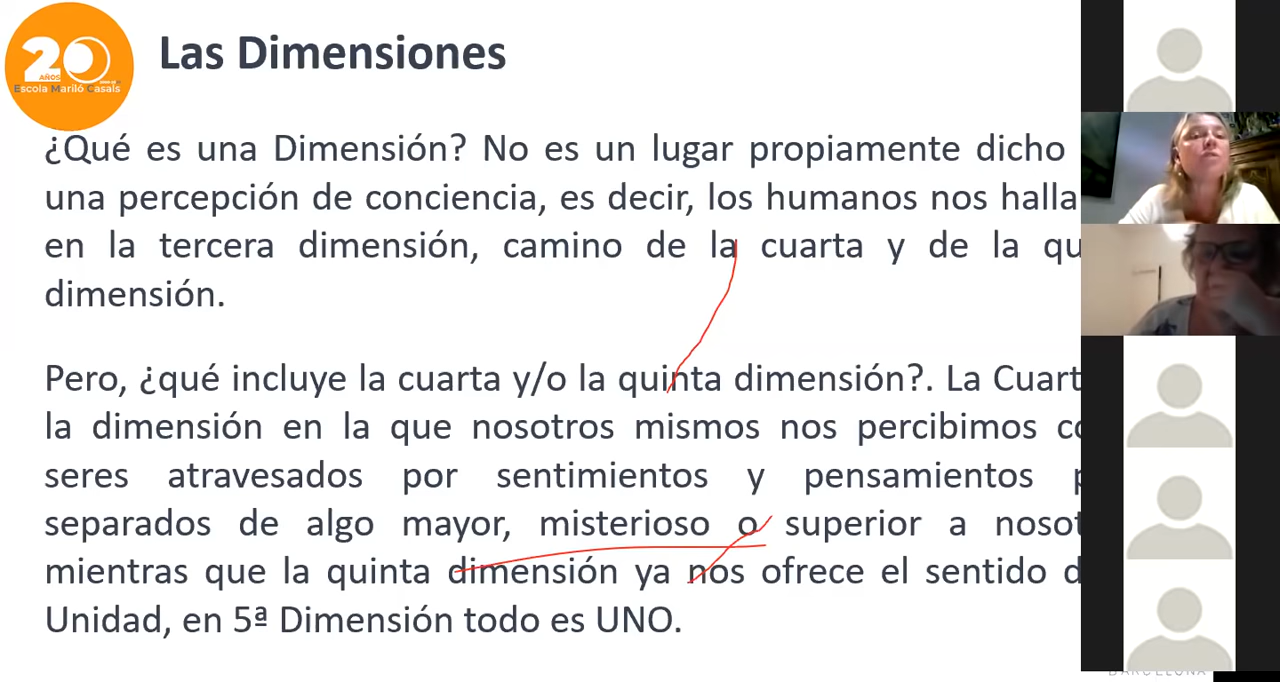 20
AÑOS
Escola Mariló Casals
Las Dimensiones
¿Qué es una Dimensión? No es un lugar propiamente dicho
una percepción de conciencia, es decir, los humanos nos halla
en la tercera dimensión, camino de la cuarta y de la qu
dimensión.
Pero, ¿qué incluye la cuarta y/o la quinta dimensión?. La Cuart
la dimensión en la que nosotros mismos nos percibimos co
seres atravesados por sentimientos y pensamientos p
separados de algo mayor, misterioso o superior a nosot
mientras que la quinta dimensión ya nos ofrece el sentido d
Unidad, en 5ª Dimensión todo es UNO.
BARCELONA